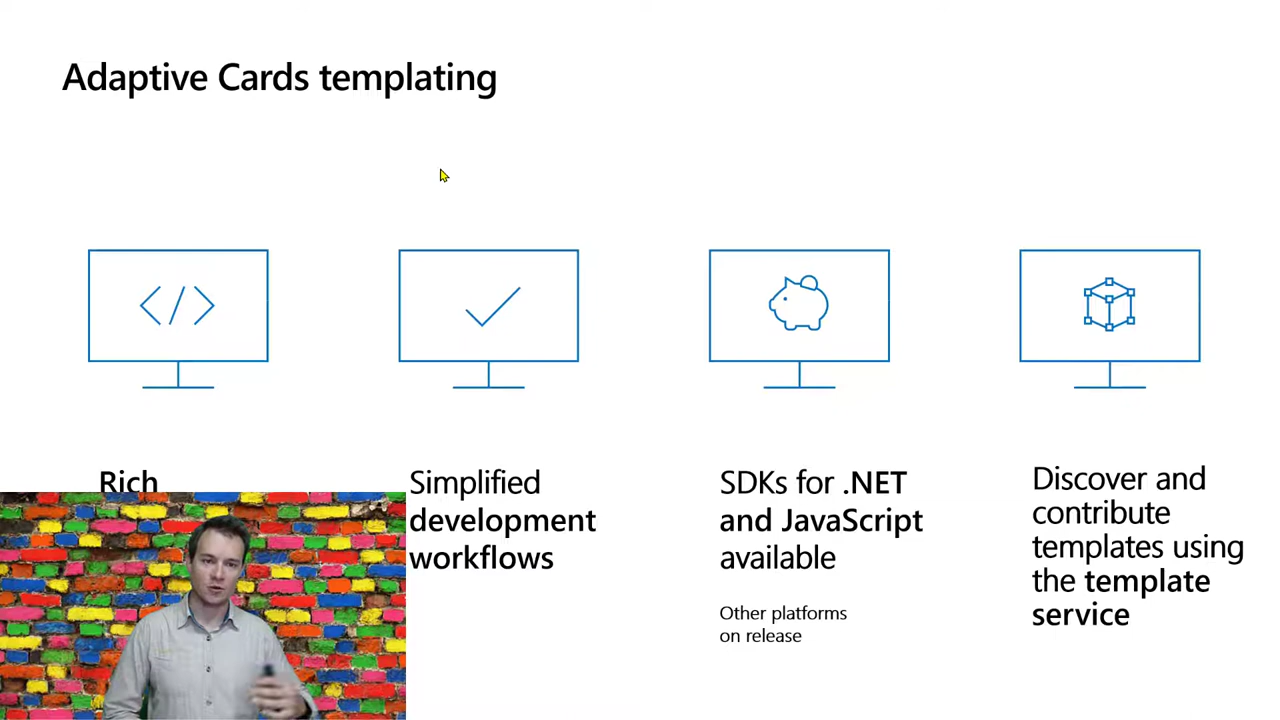 Adaptive Cards templating
Rich
Simplified
development
workflows
SDKs for .NET
and JavaScript
available
Other platforms
on release
Discover and
contribute
templates using
the template
service